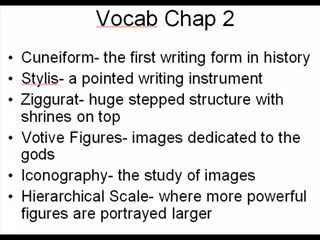 Vocab Chap 2
• Cuneiform- the first writing form in history
• Stylis- a pointed writing instrument
• Ziggurat- huge stepped structure with
shrines on top
• Votive Figures- images dedicated to the
gods
• Iconography- the study of images
• Hierarchical Scale- where more powerful
figures are portrayed larger